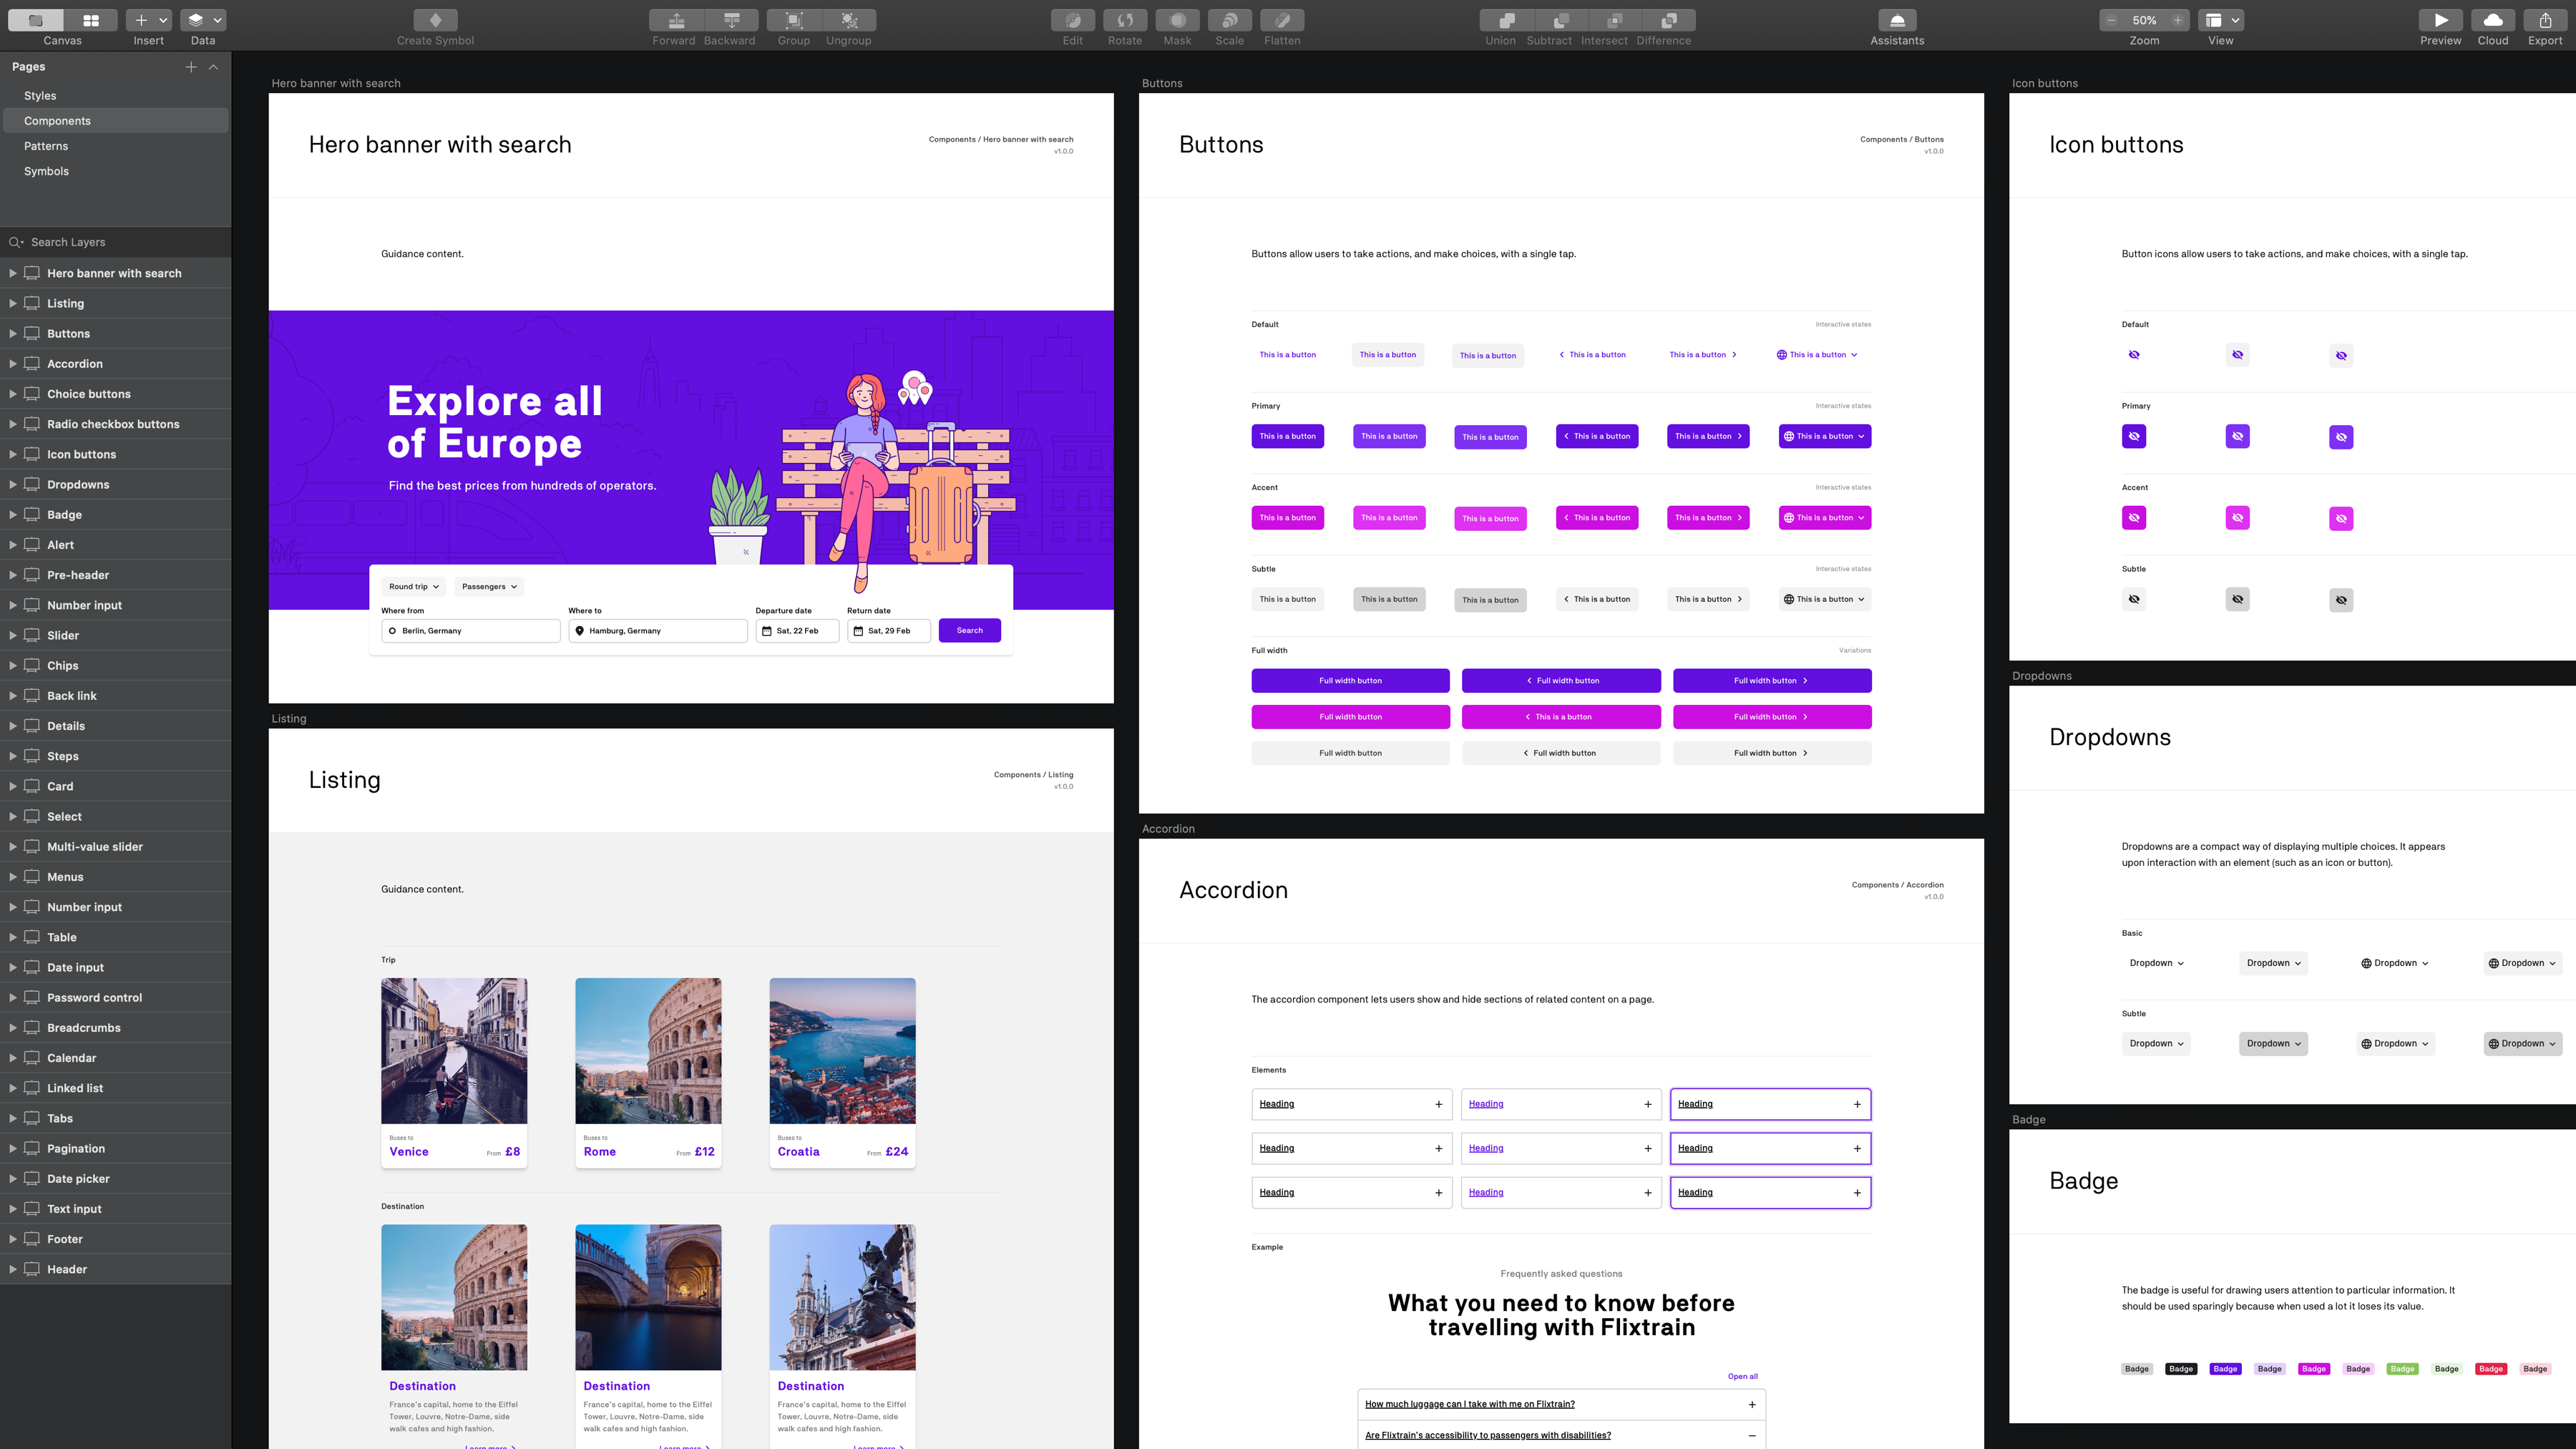 Canvas
Insert
Data
Create Symbol
Forward
Backward
Group
Ungroup
Edit
Rotate
Mask
Scale
Flatten
Union
Subtract
Intersect
Difference
Assistants
50%
Zoom
View
Preview
Cloud
Export
Pages
Styles
Components
Patterns
Symbols
Search Layers
Hero banner with search
Listing
Buttons
Accordion
Choice buttons
Radio checkbox buttons
Icon buttons
Dropdowns
Badge
Alert
Pre-header
Number input
Slider
Chips
Back link
Details
Steps
Card
Select
Multi-value slider
Menus
Number input
Table
Date input
Password control
Breadcrumbs
Calendar
Linked list
Tabs
Pagination
Date picker
Text input
Footer
Header
Hero banner with search
Hero banner with search
Components / Hero banner with search
v1.0.0
Guidance content.
Explore all
of Europe
Find the best prices from hundreds of operators.
Round trip
Passengers
Where from
Where to
Departure date
Return date
Berlin, Germany
Hamburg, Germany
Sat, 22 Feb
Sat, 29 Feb
Search
Listing
Listing
Components / Listing
v1.0.0
Guidance content.
Trip
Buses to
Venice
From £8
Buses to
Rome
From £12
Buses to
Croatia
From £24
Destination
Destination
France's capital, home to the Eiffel
Tower, Louvre, Notre-Dame, side
walk cafes and high fashion.
Learn more
Destination
France's capital, home to the Eiffel
Tower, Louvre, Notre-Dame, side
walk cafes and high fashion.
Learn more
Destination
France's capital, home to the Eiffel
Tower, Louvre, Notre-Dame, side
walk cafes and high fashion.
Learn more
Buttons
Buttons
Components / Buttons
v1.0.0
Buttons allow users to take actions, and make choices, with a single tap.
Default
Interactive states
This is a button
This is a button
This is a button
This is a button
This is a button
This is a button
Primary
Interactive states
This is a button
This is a button
This is a button
This is a button
This is a button
This is a button
Accent
Interactive states
This is a button
This is a button
This is a button
This is a button
This is a button
This is a button
Subtle
Interactive states
This is a button
This is a button
This is a button
This is a button
This is a button
This is a button
Full width
Variations
Full width button
Full width button
Full width button
Full width button
This is a button
Full width button
Full width button
Full width button
Full width button
Accordion
Accordion
Components / Accordion
v1.0.0
The accordion component lets users show and hide sections of related content on a page.
Elements
Heading
Heading
Heading
Heading
Heading
Heading
Heading
Heading
Heading
Example
Frequently asked questions
What you need to know before
travelling with Flixtrain
Open all
How much luggage can I take with me on Flixtrain?
Are Flixtrain's accessibility to passengers with disabilities?
Icon buttons
Icon buttons
Button icons allow users to take actions, and make choices, with a single tap.
Default
Primary
Accent
Subtle
Dropdowns
Dropdowns
Dropdowns are a compact way of displaying multiple choices. It appears
upon interaction with an element (such as an icon or button).
Basic
Dropdown
Dropdown
Dropdown
Dropdown
Subtle
Dropdown
Dropdown
Dropdown
Dropdown
Badge
Badge
The badge is useful for drawing users attention to particular information. It
should be used sparingly because when used a lot it loses its value.
Badge
Badge
Badge
Badge
Badge
Badge
Badge
Badge
Badge
Badge